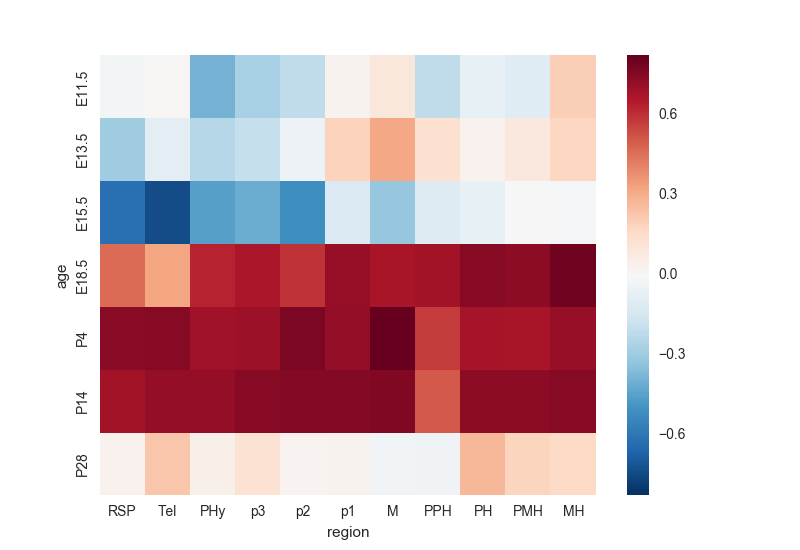 E11.5
E13.5
E15.5
E18.5
P4
P14
P28
age
RSP Tel PHy p3 p2 p1 M PPH PH PMH MH
region
0.6
0.3
0.0
−0.3
−0.6